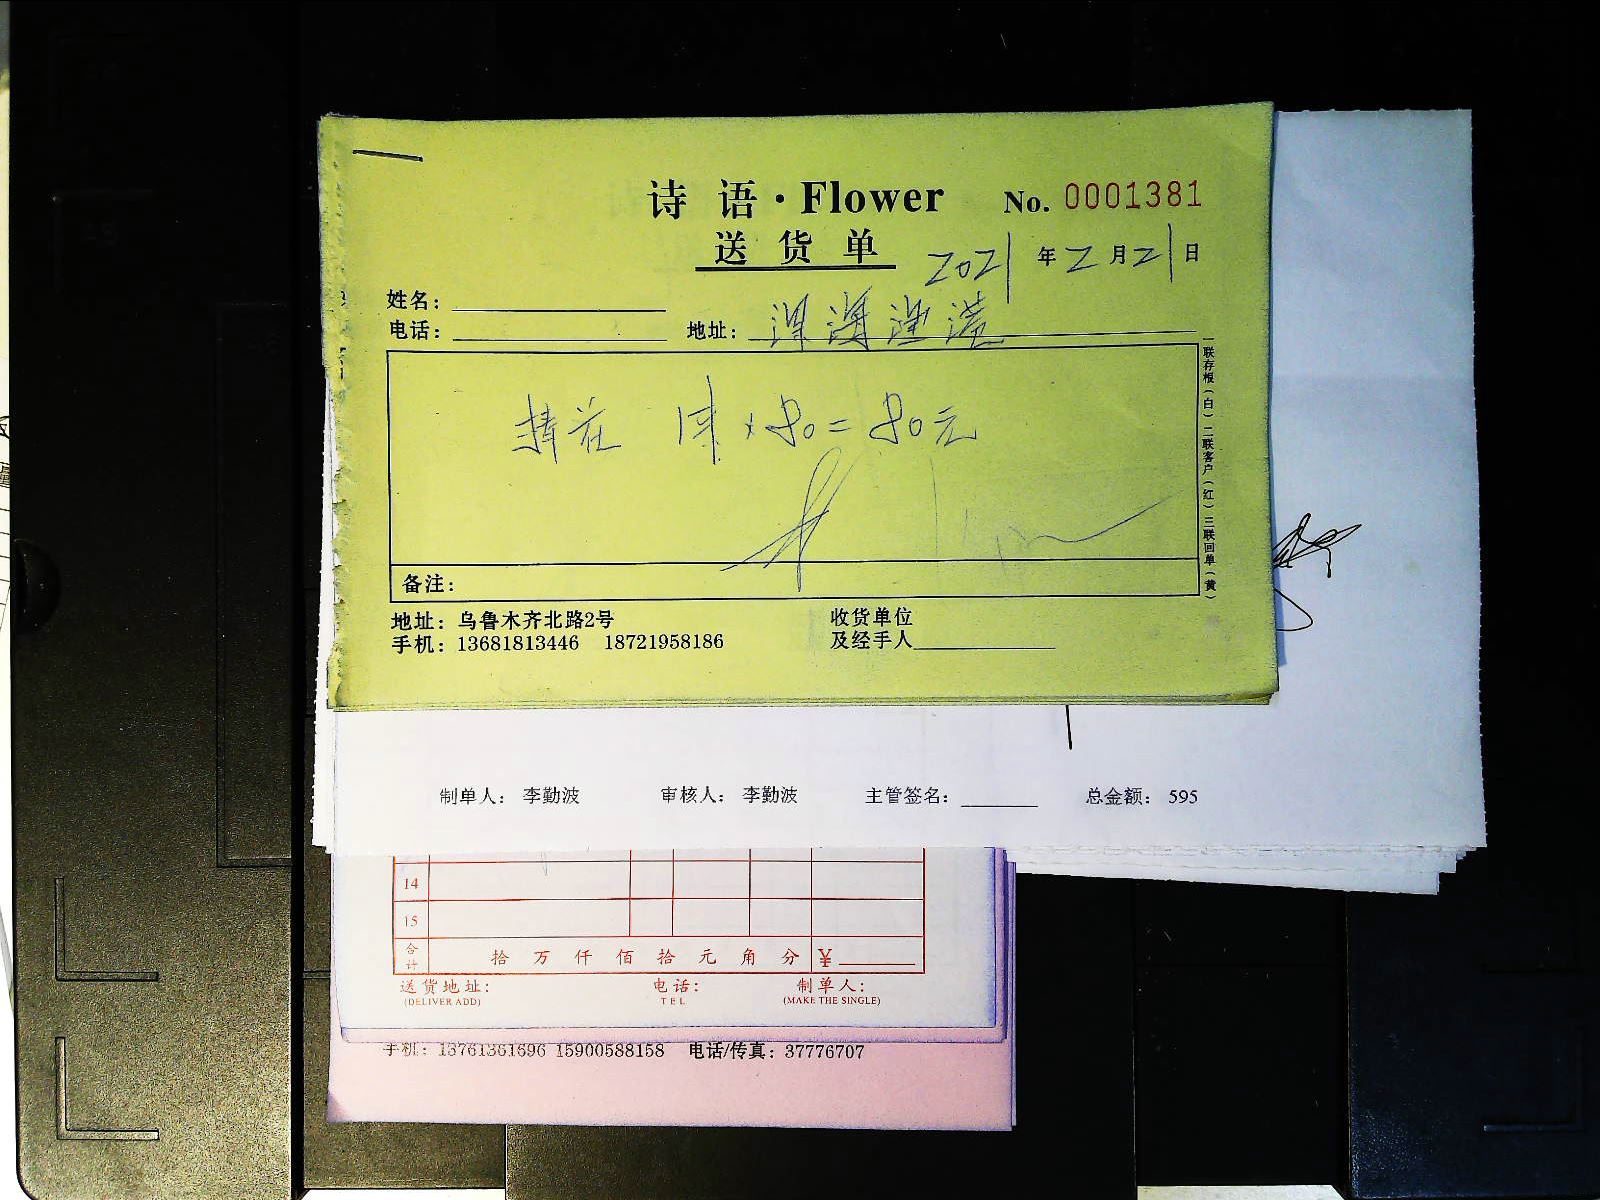 诗 语·Flower No. 0001381
送 货 单 2021 年 2 月 21 日
姓名：
电话： 地址：
花 1 × 80 = 80元
备注：
一联存根（白）二联客户（红）三联回单（黄）
地址：乌鲁木齐北路2号 收货单位
手机：13681813446 18721958186 及经手人
制单人： 李勤波 审核人： 李勤波 主管签名： 总金额： 595
14
15
合计 拾 万 仟 佰 拾 元 角 分 ¥
送货地址： 电话： 制单人：
(DELIVER ADD) TEL (MAKE THE SINGLE)
手机：13761361696 15900588158 电话/传真：37776707